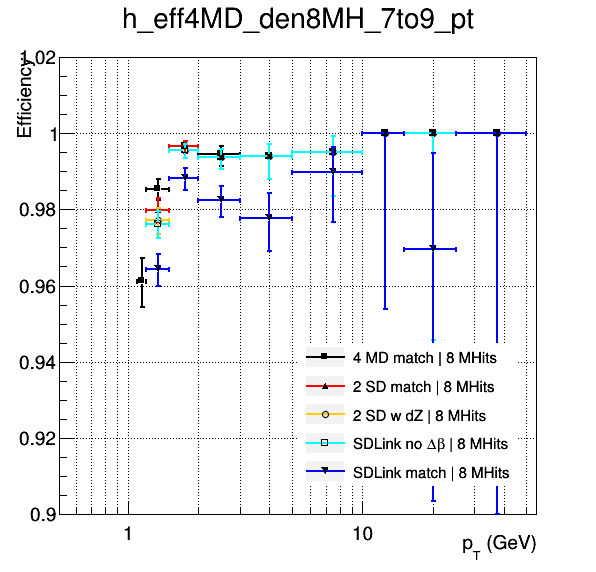 h_eff4MD_den8MH_7to9_pt
Efficiency
1.02
1
0.98
0.96
0.94
0.92
0.9
4 MD match | 8 MHits
2 SD match | 8 MHits
2 SD w dZ | 8 MHits
SDLink no Δβ | 8 MHits
SDLink match | 8 MHits
1
10
p_T (GeV)